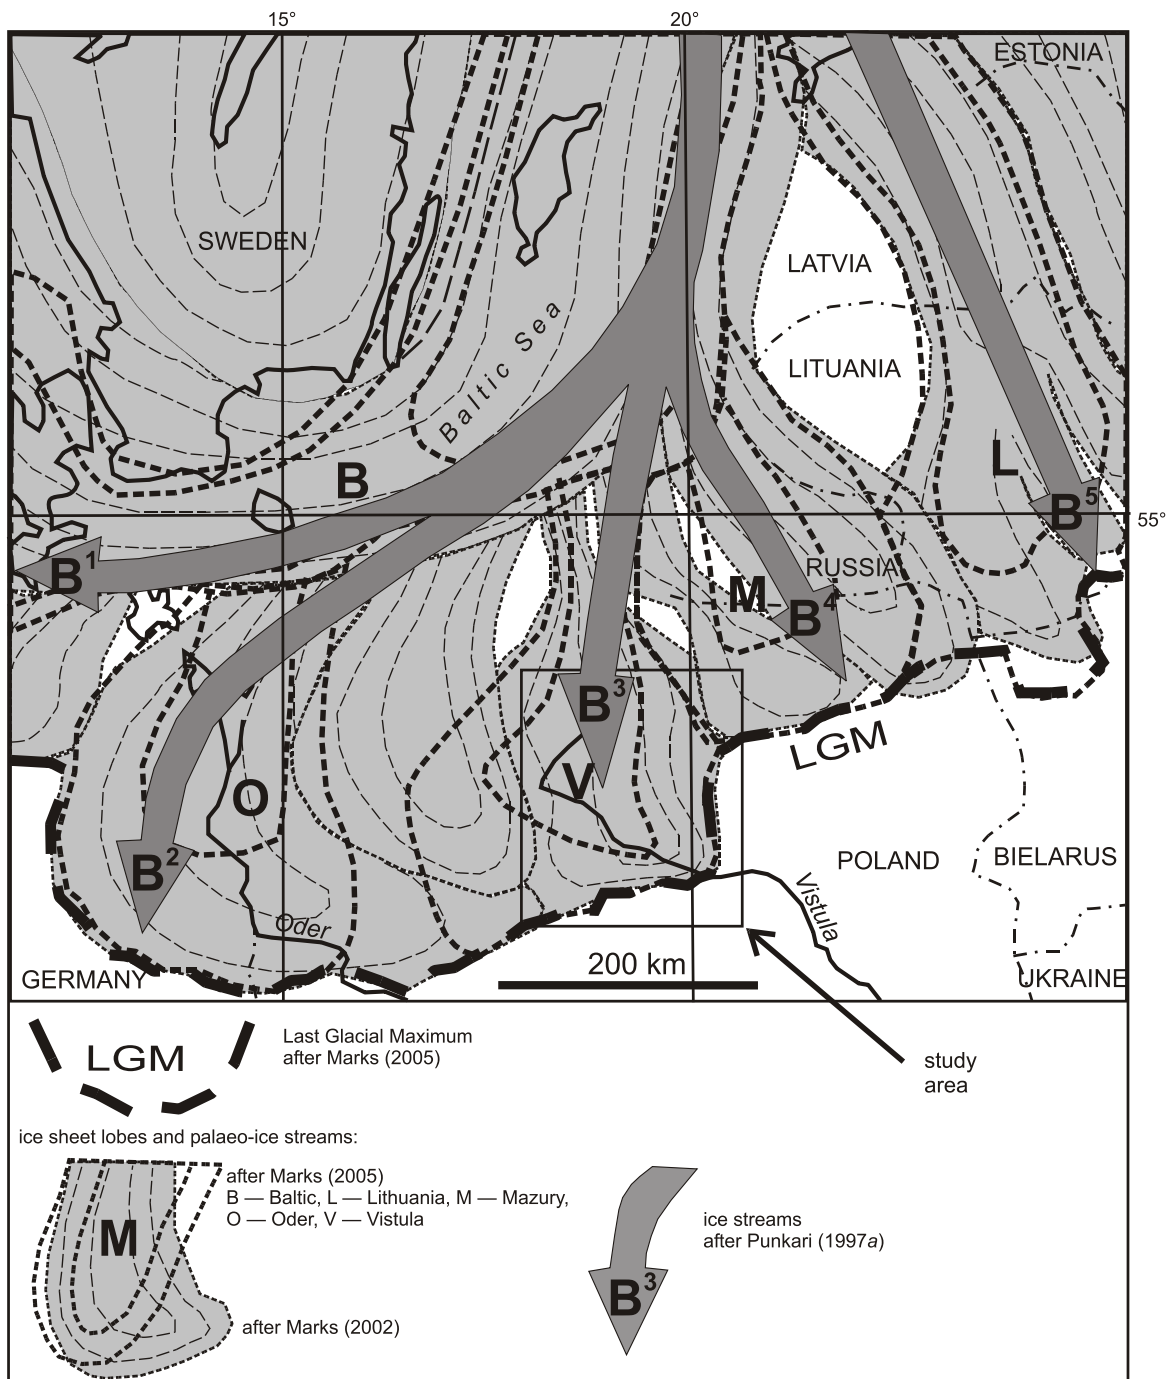 15°
20°
ESTONIA
SWEDEN
LATVIA
Baltic Sea
LITUANIA
B
L
B5
55°
B1
RUSSIA
M
B4
B3
LGM
V
O
B2
POLAND
BIELARUS
Vistula
Oder
200 km
GERMANY
UKRAINE
LGM
Last Glacial Maximum
after Marks (2005)
study
area
ice sheet lobes and palaeo-ice streams:
after Marks (2005)
B — Baltic, L — Lithuania, M — Mazury,
O — Oder, V — Vistula
M
ice streams
after Punkari (1997a)
B3
after Marks (2002)